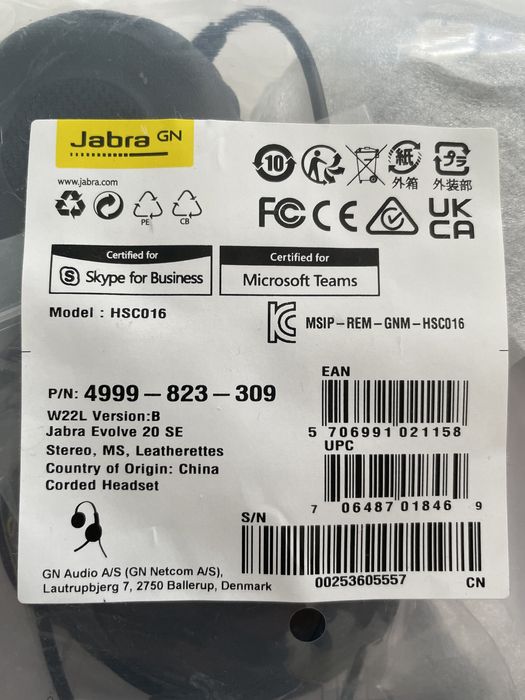 Jabra GN
www.jabra.com
10
紙
外箱
プラ
外装部
PE
CB
FC CE UK CA
Certified for
S Skype for Business
Certified for
Microsoft Teams
Model : HSC016
MSIP-REM-GNM-HSC016
P/N: 4999-823-309
W22L Version:B
Jabra Evolve 20 SE
Stereo, MS, Leatherettes
Country of Origin: China
Corded Headset
EAN
5 706991 021158
UPC
7 06487 01846 9
S/N
00253605557
CN
GN Audio A/S (GN Netcom A/S),
Lautrupbjerg 7, 2750 Ballerup, Denmark